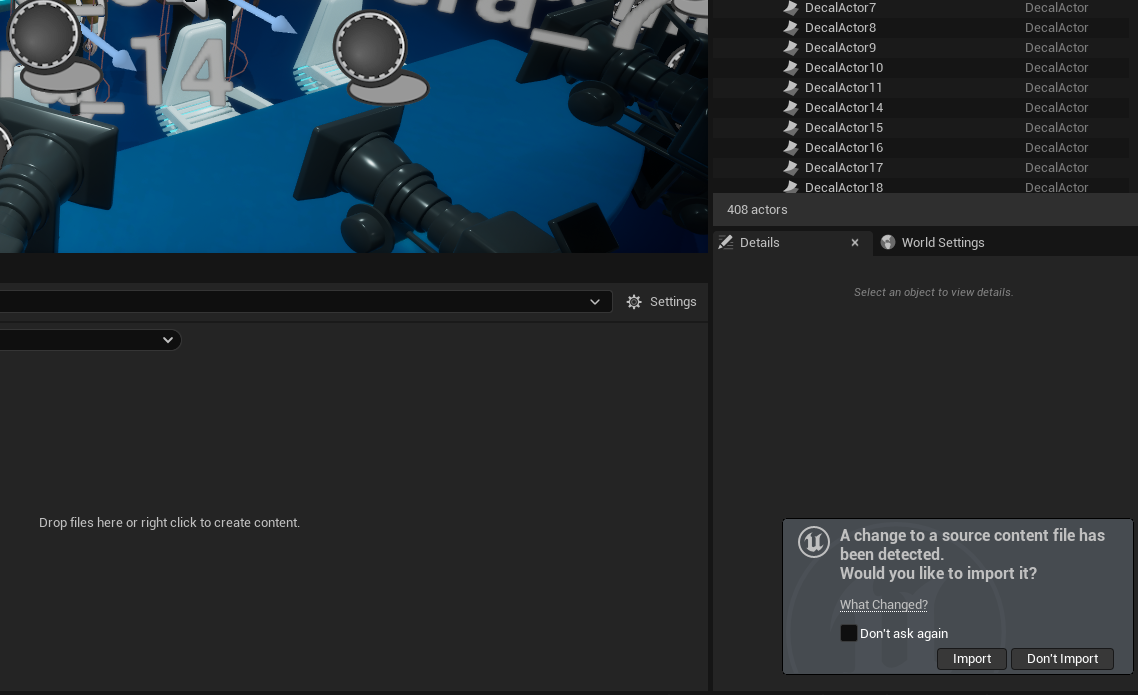 14
DecalActor7 DecalActor
DecalActor8 DecalActor
DecalActor9 DecalActor
DecalActor10 DecalActor
DecalActor11 DecalActor
DecalActor14 DecalActor
DecalActor15 DecalActor
DecalActor16 DecalActor
DecalActor17 DecalActor
DecalActor18 DecalActor
408 actors
Details × World Settings
Select an object to view details.
Settings
Drop files here or right click to create content.
A change to a source content file has
been detected.
Would you like to import it?
What Changed?
Don't ask again
Import Don't Import